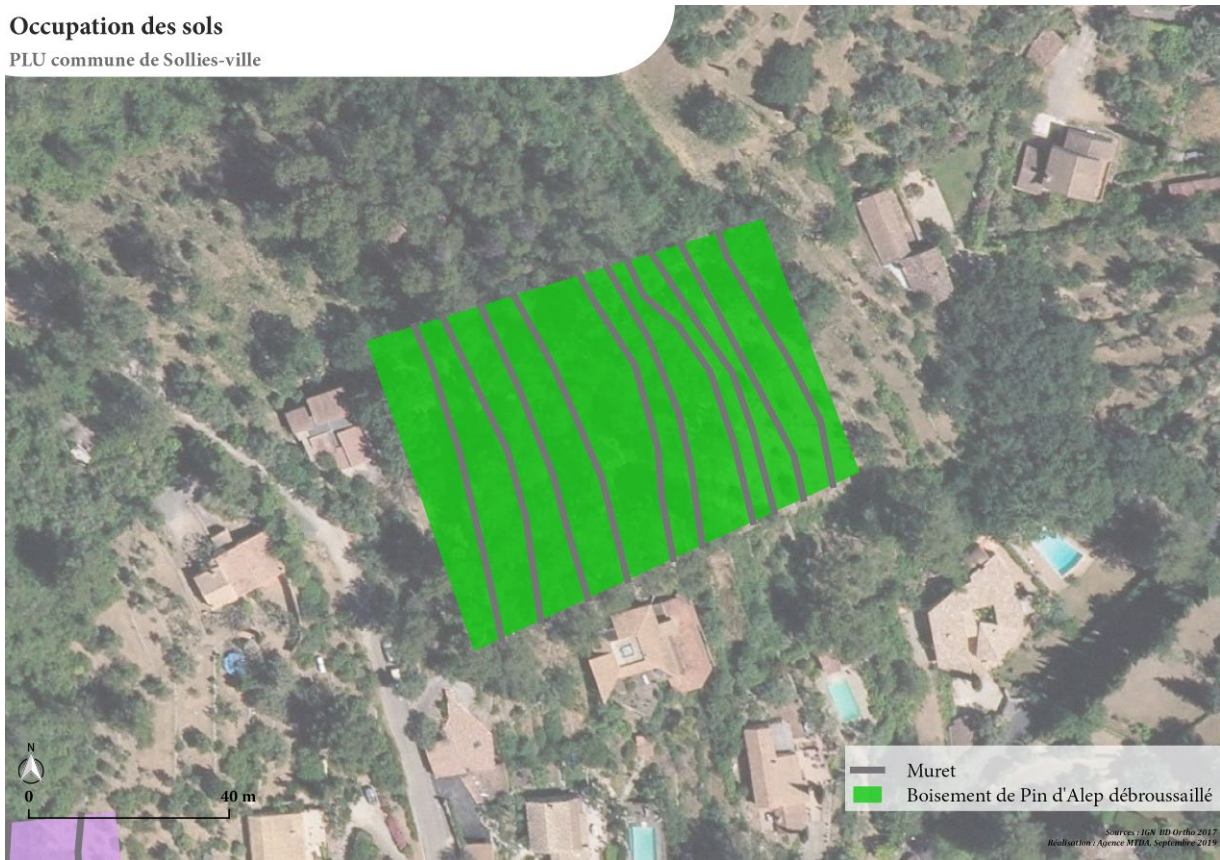 Occupation des sols
PLU commune de Sollies-ville
N
0 40 m
Muret
Boisement de Pin d'Alep débroussaillé
Sources : IGN BD Ortho 2017
Réalisation : Agence MTDA, Septembre 2019